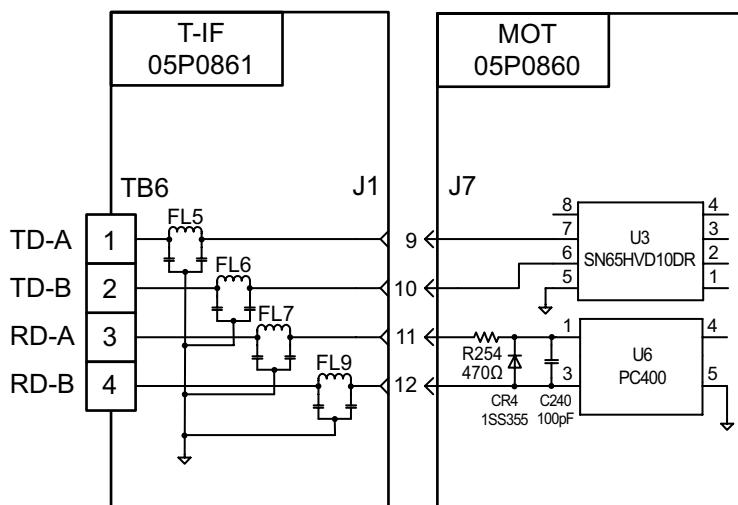 T-IF
05P0861
MOT
05P0860
TB6
J1
J7
TD-A
1
FL5
9
8
7
6
5
U3
SN65HVD10DR
4
3
2
1
TD-B
2
FL6
10
RD-A
3
FL7
11
R254
470Ω
1
3
U6
PC400
4
5
RD-B
4
FL9
12
CR4
1SS355
C240
100pF